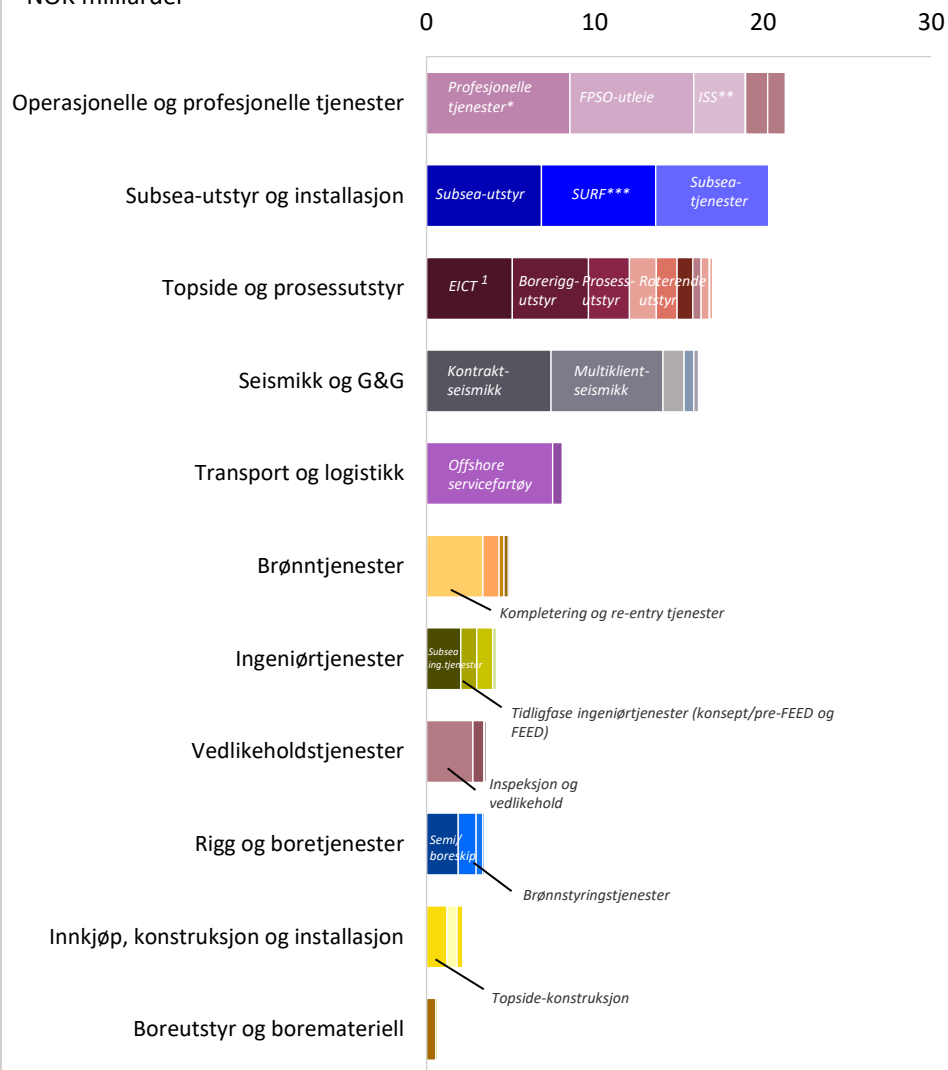 NOK milliarder
0 10 20 30
Operasjonelle og profesjonelle tjenester
Profesjonelle
tjenester*
FPSO-utleie
ISS**
Subsea-utstyr og installasjon
Subsea-utstyr
SURF***
Subsea-
tjenester
Topside og prosessutstyr
EICT 1
Borerigg-
utstyr
Prosess-
utstyr
Roterende
utstyr
Seismikk og G&G
Kontrakt-
seismikk
Multiklient-
seismikk
Transport og logistikk
Offshore
servicefartøy
Brønntjenester
Kompletering og re-entry tjenester
Ingeniørtjenester
Subsea
ing.tjenester
Tidligfase ingeniørtjenester (konsept/pre-FEED og
FEED)
Vedlikeholdstjenester
Inspeksjon og
vedlikehold
Rigg og boretjenester
Semi/
boreskip
Brønnstyringstjenester
Innkjøp, konstruksjon og installasjon
Topside-konstruksjon
Boreutstyr og boremateriell